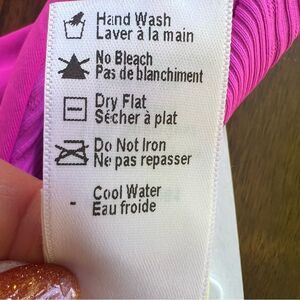 Hand Wash
Laver à la main
No Bleach
Pas de blanchiment
Dry Flat
Sécher à plat
Do Not Iron
Ne pas repasser
- Cool Water
Eau froide